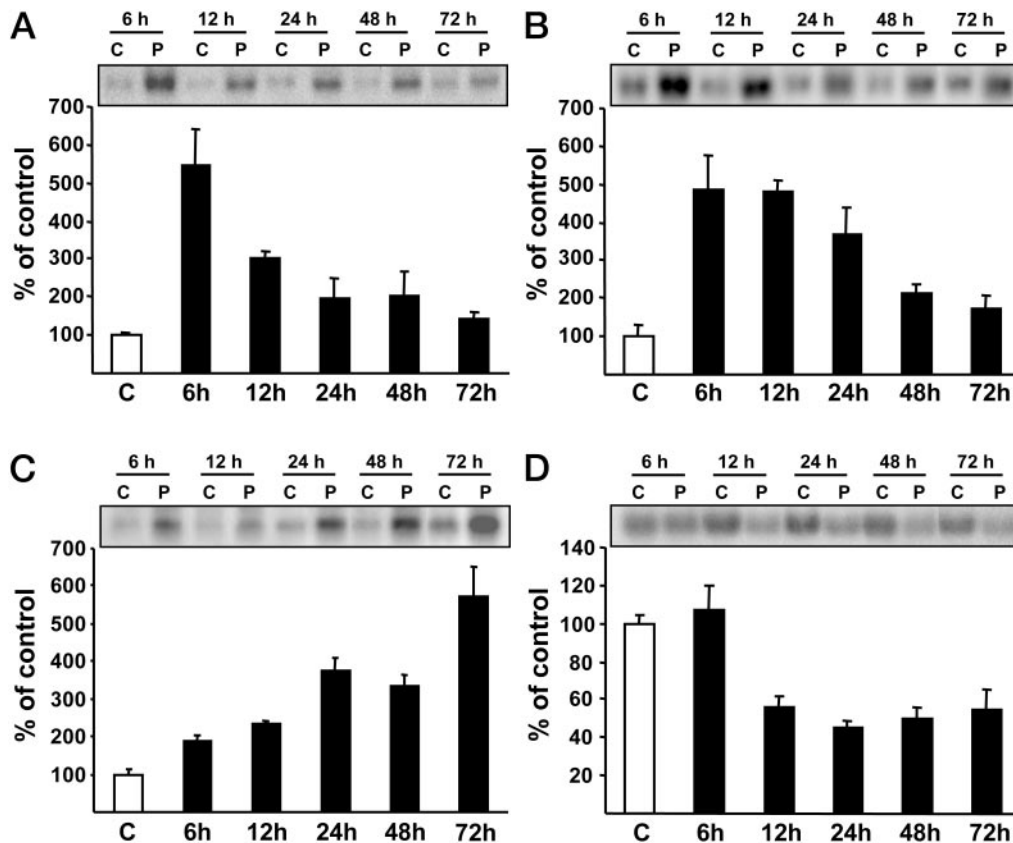 A
6 h 12 h 24 h 48 h 72 h
C P C P C P C P C P
700
600
500
300
200
100
% of control
C 6h 12h 24h 48h 72h
B
6 h 12 h 24 h 48 h 72 h
C P C P C P C P C P
700
600
500
400
300
200
100
% of control
C 6h 12h 24h 48h 72h
C
6 h 12 h 24 h 48 h 72 h
C P C P C P C P C P
700
600
500
400
300
200
100
% of control
C 6h 12h 24h 48h 72h
D
6 h 12 h 24 h 48 h 72 h
C P C P C P C P C P
140
120
100
80
60
40
20
% of control
C 6h 12h 24h 48h 72h